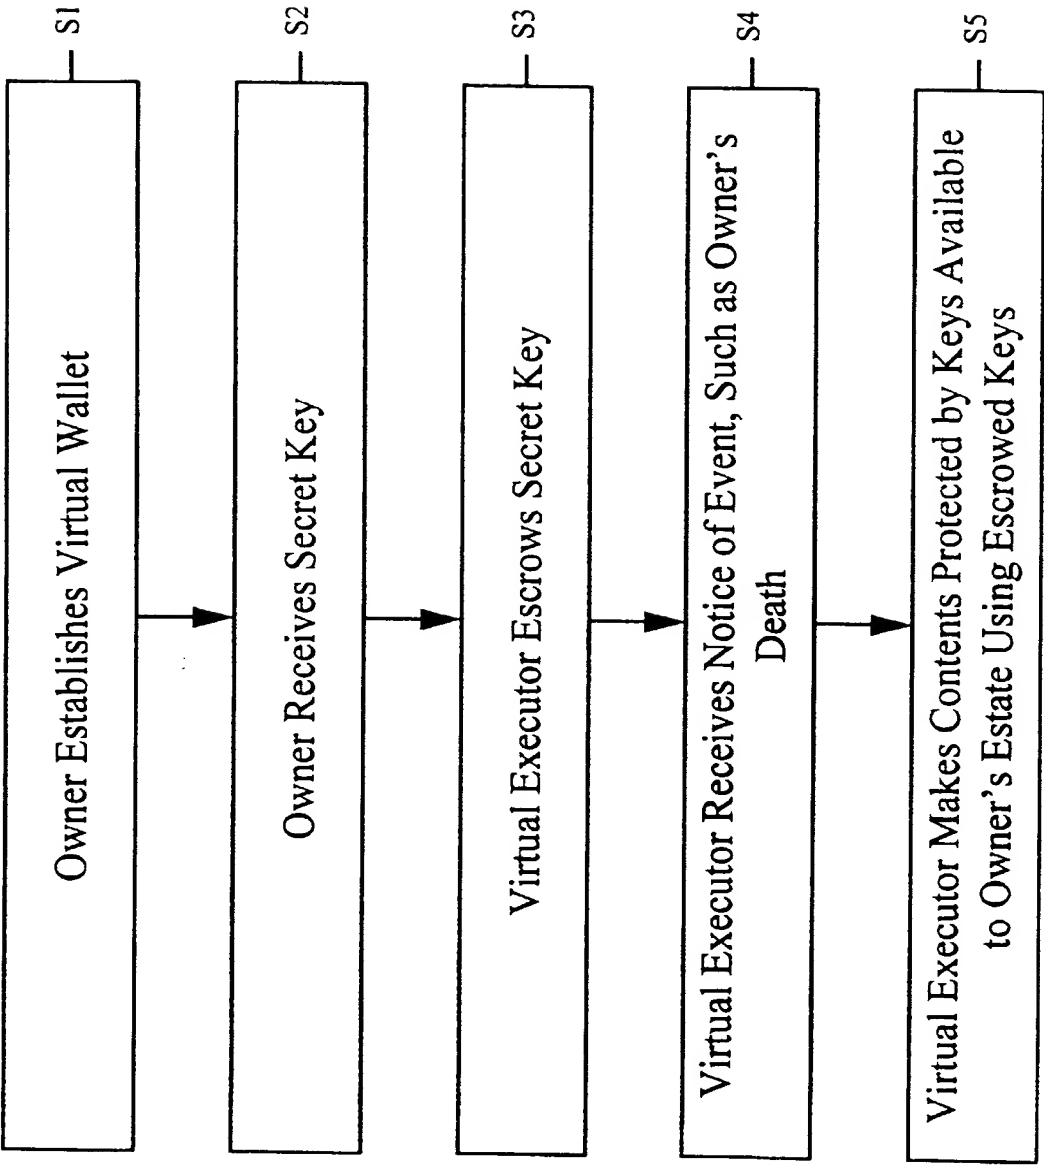 Owner Establishes Virtual Wallet
S1
Owner Receives Secret Key
S2
Virtual Executor Escrows Secret Key
S3
Virtual Executor Receives Notice of Event, Such as Owner's
Death
S4
Virtual Executor Makes Contents Protected by Keys Available
to Owner's Estate Using Escrowed Keys
S5